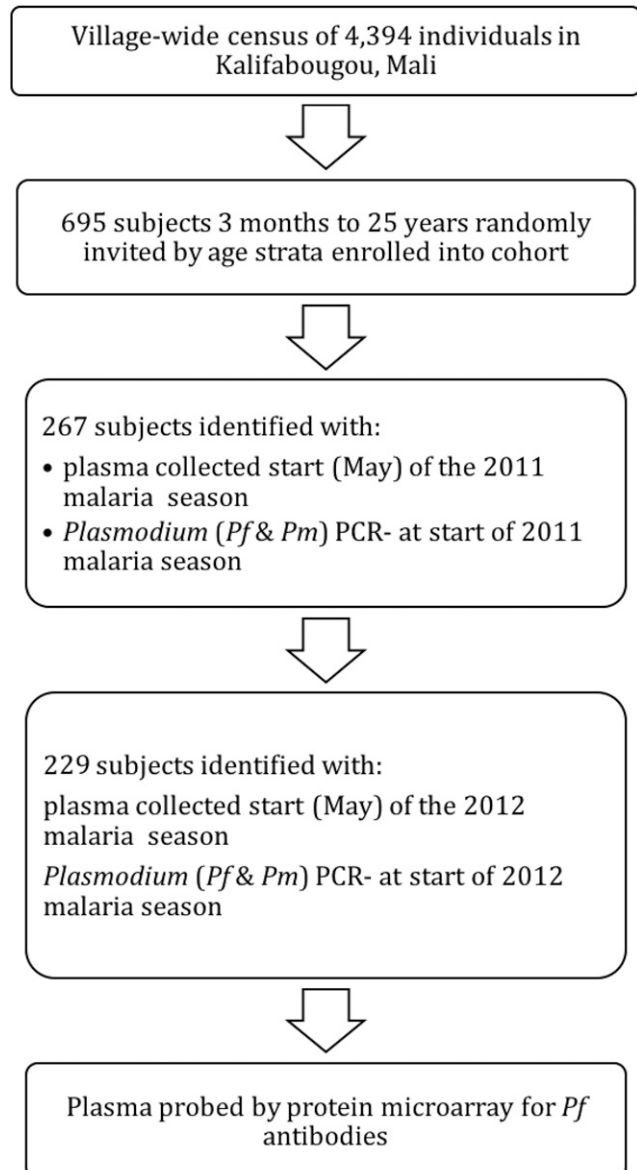 Village-wide census of 4,394 individuals in
Kalifabougou, Mali
695 subjects 3 months to 25 years randomly
invited by age strata enrolled into cohort
267 subjects identified with:
• plasma collected start (May) of the 2011
malaria season
• Plasmodium (Pf & Pm) PCR- at start of 2011
malaria season
229 subjects identified with:
plasma collected start (May) of the 2012
malaria season
Plasmodium (Pf & Pm) PCR- at start of 2012
malaria season
Plasma probed by protein microarray for Pf
antibodies